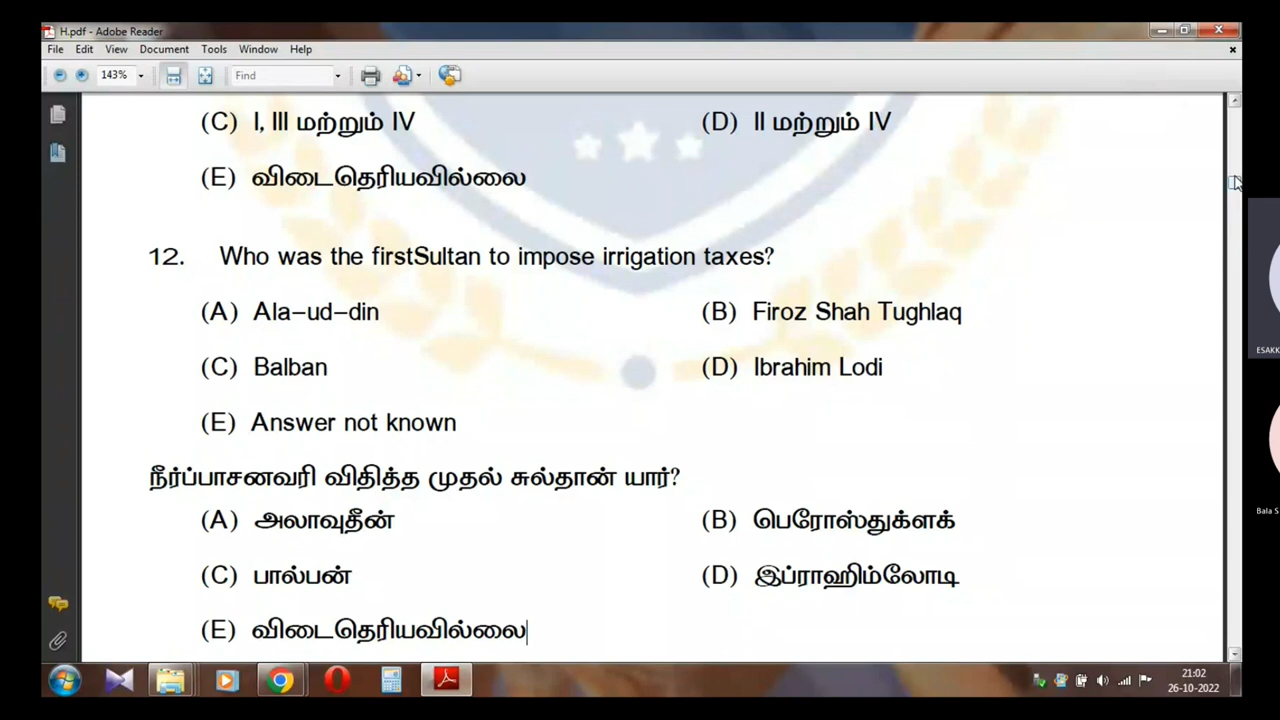 H.pdf - Adobe Reader
File Edit View Document Tools Window Help
143% Find
(C) I, III மற்றும் IV (D) II மற்றும் IV
(E) விடைதெரியவில்லை
12. Who was the firstSultan to impose irrigation taxes?
(A) Ala-ud-din (B) Firoz Shah Tughlaq
(C) Balban (D) Ibrahim Lodi
(E) Answer not known
நீர்ப்பாசனவரி விதித்த முதல் சுல்தான் யார்?
(A) அலாவுதீன் (B) பெரோஸ்துக்ளக்
(C) பால்பன் (D) இப்ராஹிம்லோடி
(E) விடைதெரியவில்லை
ESAKK
Bala S
21:02
26-10-2022